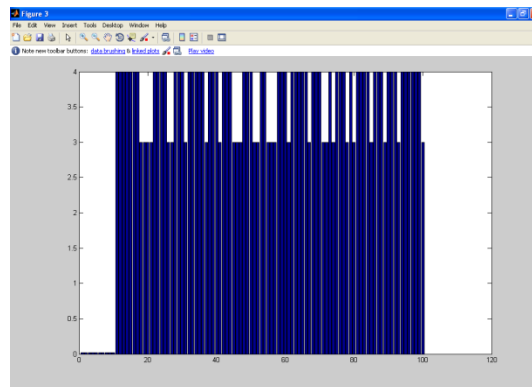 Figure 3
File Edit View Insert Tools Desktop Window Help
Note new toolbar buttons: data brushing & linked plots Play video
4
3.5
3
2.5
2
1.5
1
0.5
0
0 20 40 60 80 100 120